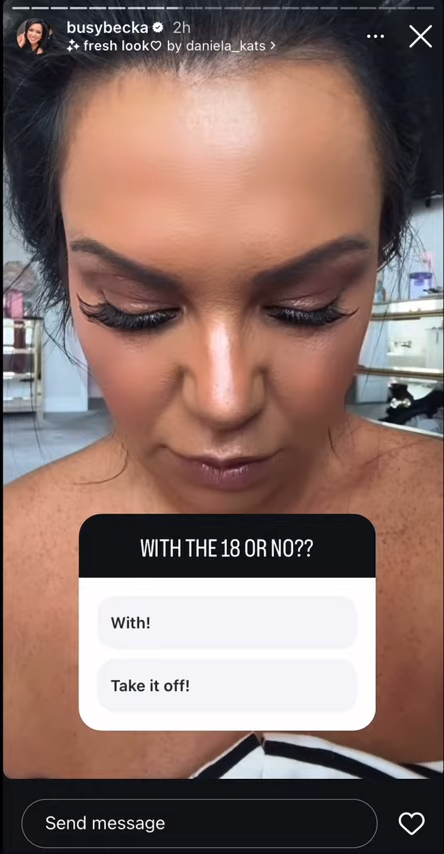 busybecka 2h
fresh look♡ by daniela_kats >
WITH THE 18 OR NO??
With!
Take it off!
Send message